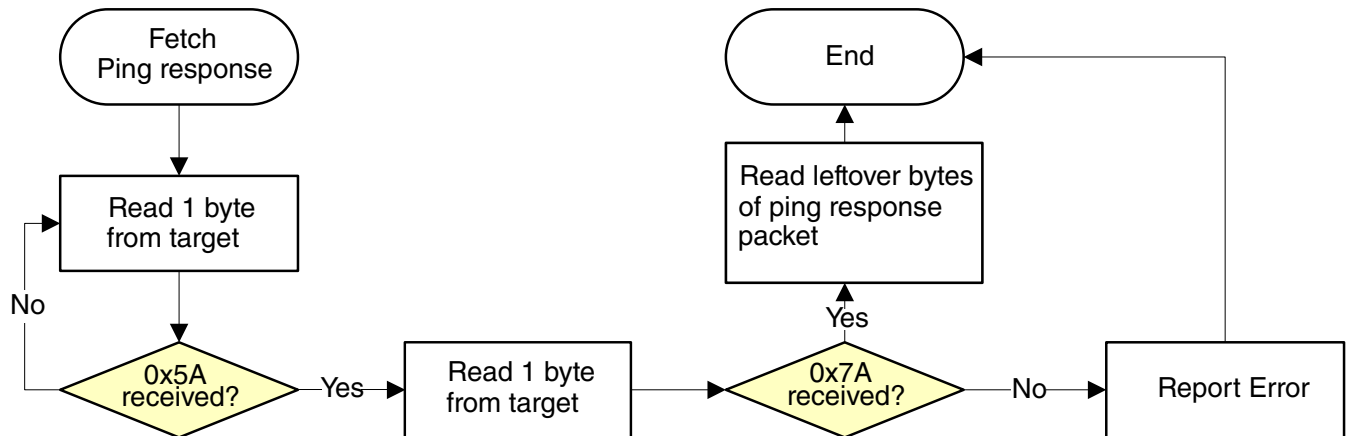 Fetch
Ping response
Read 1 byte
from target
No
0x5A
received?
Yes
Read 1 byte
from target
0x7A
received?
Yes
Read leftover bytes
of ping response
packet
End
No
Report Error